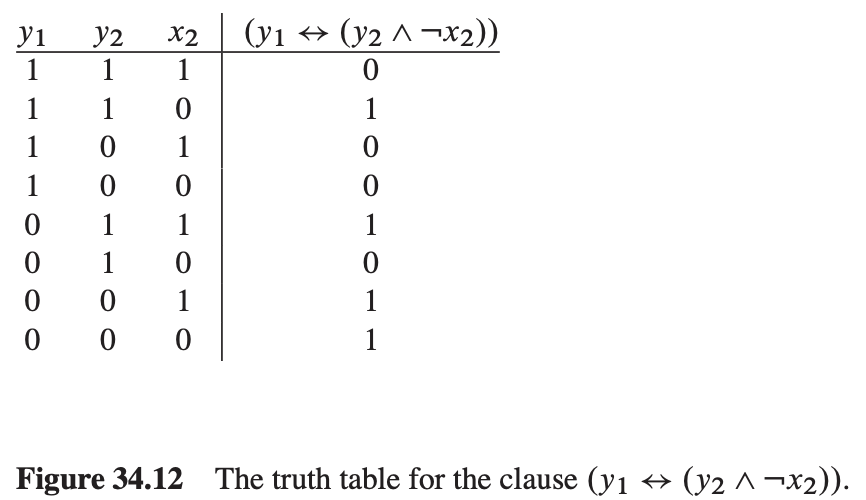 y1 y2 x2 (y1 ↔ (y2 ∧ ¬x2))
1 1 1 0
1 1 0 1
1 0 1 0
1 0 0 0
0 1 1 1
0 1 0 0
0 0 1 1
0 0 0 1
Figure 34.12 The truth table for the clause (y1 ↔ (y2 ∧ ¬x2)).